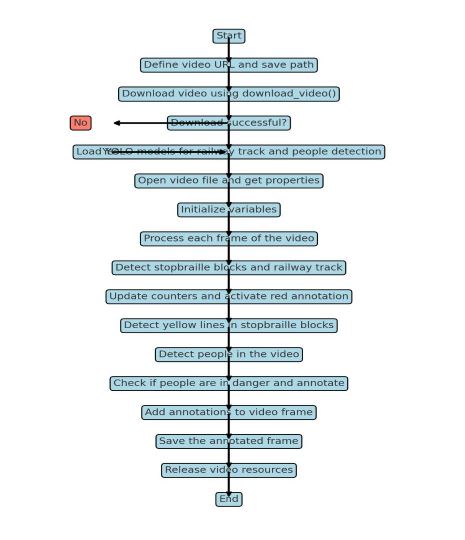 Start
Define video URL and save path
Download video using download_video()
Download successful?
No
Load YOLO models for railway track and people detection
Open video file and get properties
Initialize variables
Process each frame of the video
Detect stopbraille blocks and railway track
Update counters and activate red annotation
Detect yellow lines in stopbraille blocks
Detect people in the video
Check if people are in danger and annotate
Add annotations to video frame
Save the annotated frame
Release video resources
End